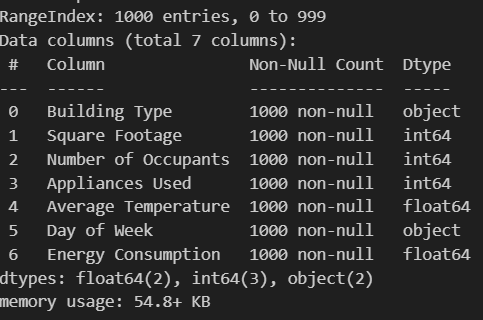 RangeIndex: 1000 entries, 0 to 999
Data columns (total 7 columns):
 #   Column               Non-Null Count  Dtype
---  ------               --------------  -----
 0   Building Type        1000 non-null   object
 1   Square Footage       1000 non-null   int64
 2   Number of Occupants  1000 non-null   int64
 3   Appliances Used      1000 non-null   int64
 4   Average Temperature  1000 non-null   float64
 5   Day of Week          1000 non-null   object
 6   Energy Consumption   1000 non-null   float64
dtypes: float64(2), int64(3), object(2)
memory usage: 54.8+ KB